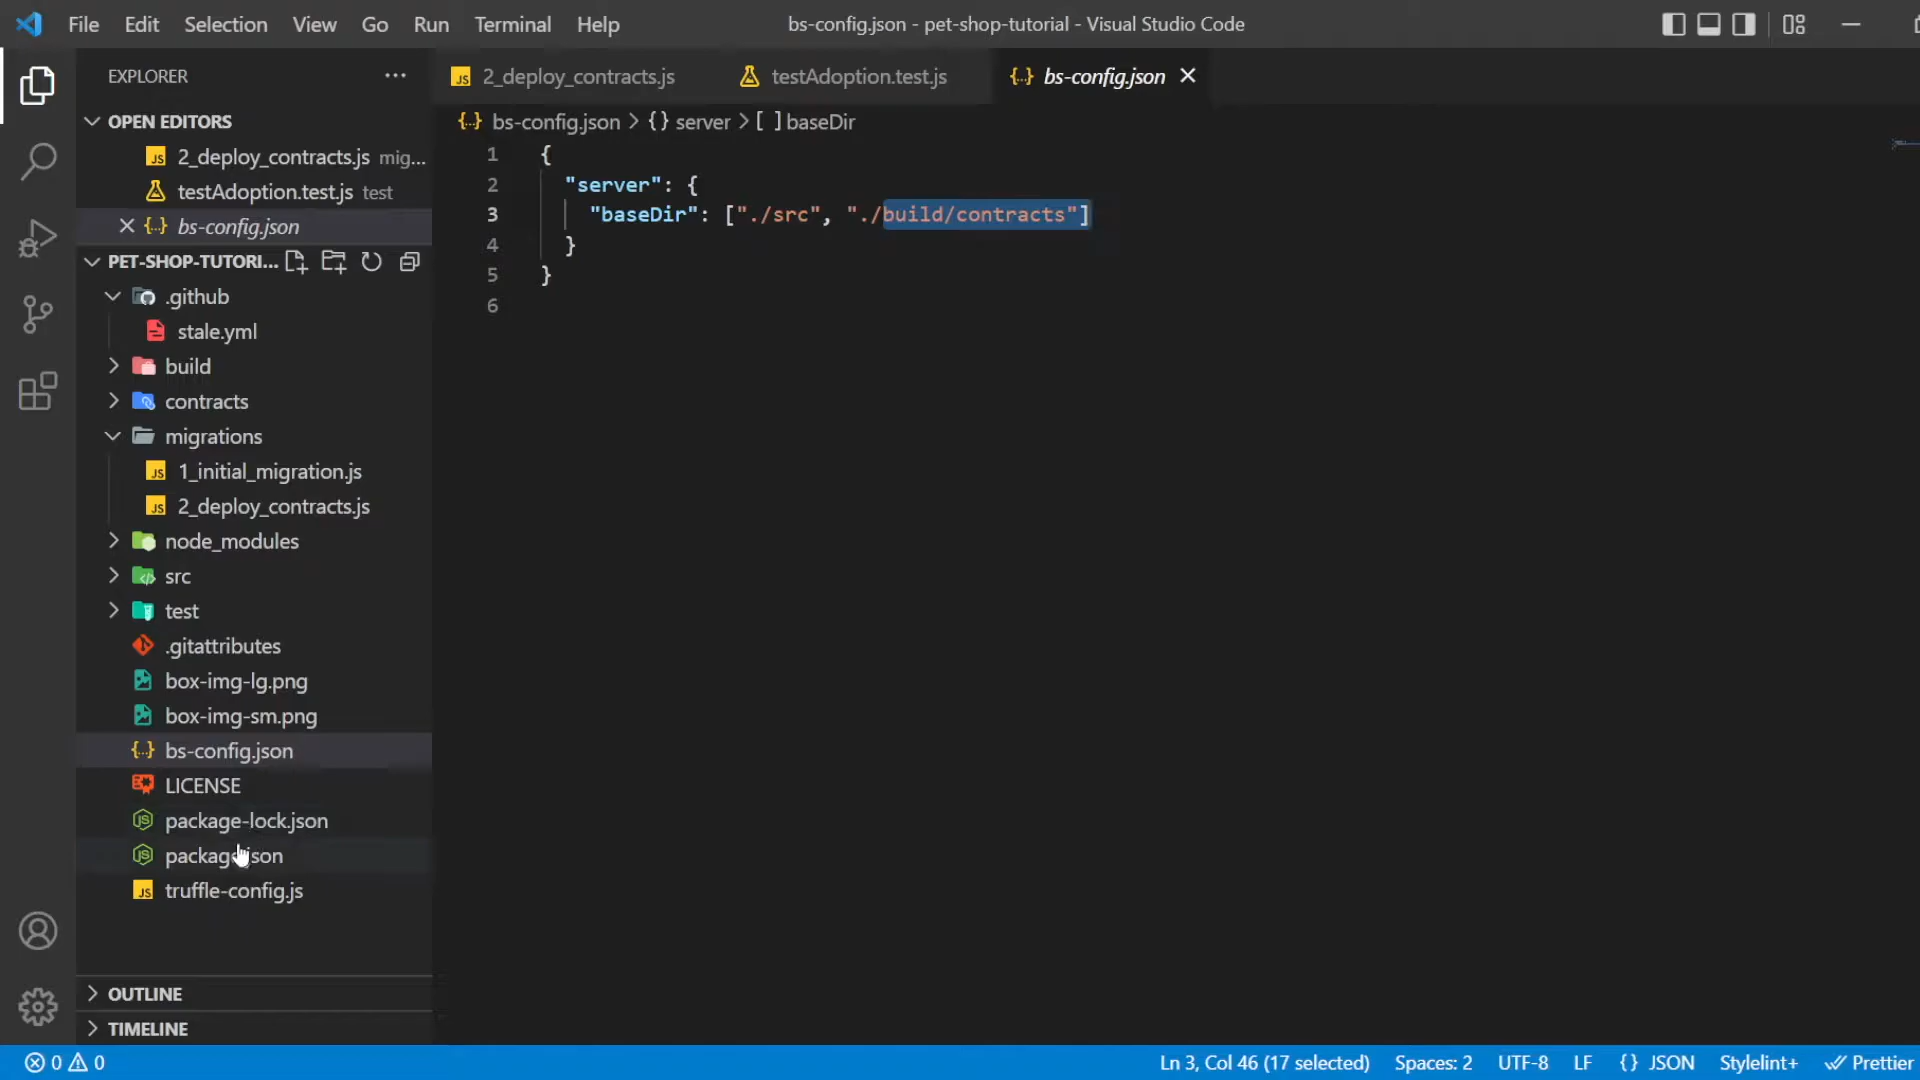 File Edit Selection View Go Run Terminal Help
bs-config.json - pet-shop-tutorial - Visual Studio Code
EXPLORER
OPEN EDITORS
2_deploy_contracts.js mig...
testAdoption.test.js test
bs-config.json
PET-SHOP-TUTORI...
.github
stale.yml
build
contracts
migrations
1_initial_migration.js
2_deploy_contracts.js
node_modules
src
test
.gitattributes
box-img-lg.png
box-img-sm.png
bs-config.json
LICENSE
package-lock.json
package.json
truffle-config.js
OUTLINE
TIMELINE
2_deploy_contracts.js testAdoption.test.js bs-config.json
bs-config.json > {} server > [ ] baseDir
1 {
2 "server": {
3 "baseDir": ["./src", "./build/contracts"]
4 }
5 }
6
0 0
Ln 3, Col 46 (17 selected) Spaces: 2 UTF-8 LF {} JSON Stylelint+ Prettier